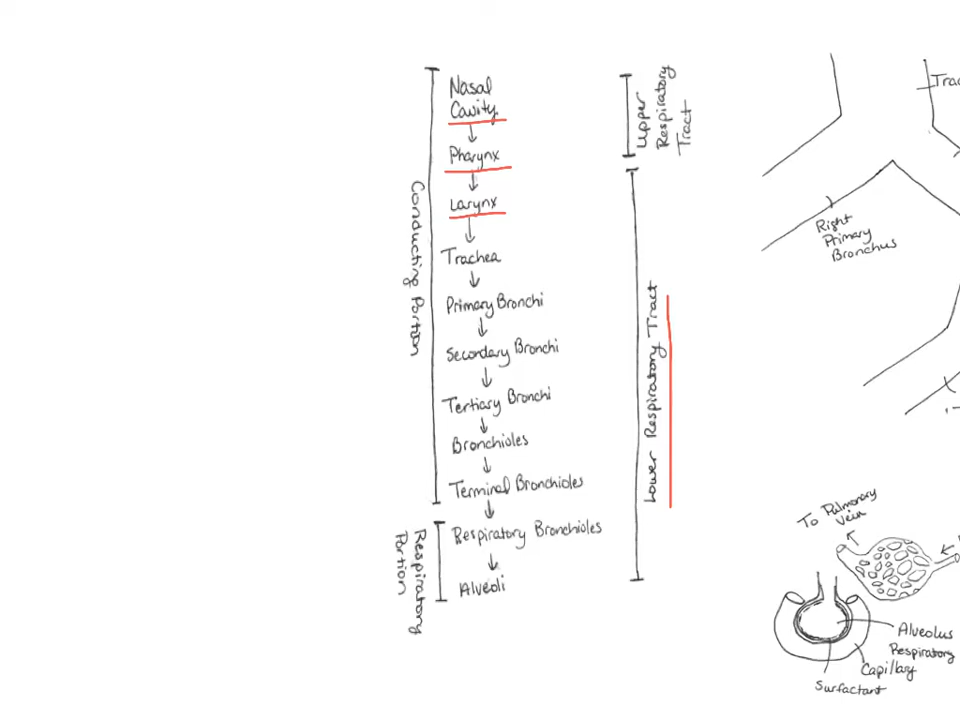 Nasal
Cavity
Pharynx
Larynx
Trachea
Primary Bronchi
Secondary Bronchi
Tertiary Bronchi
Bronchioles
Terminal Bronchioles
Respiratory Bronchioles
Alveoli
Conducting Portion
Respiratory
Portion
Upper
Respiratory
Tract
Lower Respiratory Tract
Right
Primary
Bronchus
To Pulmonary
Vein
Alveolus
Respiratory
Capillary
Surfactant